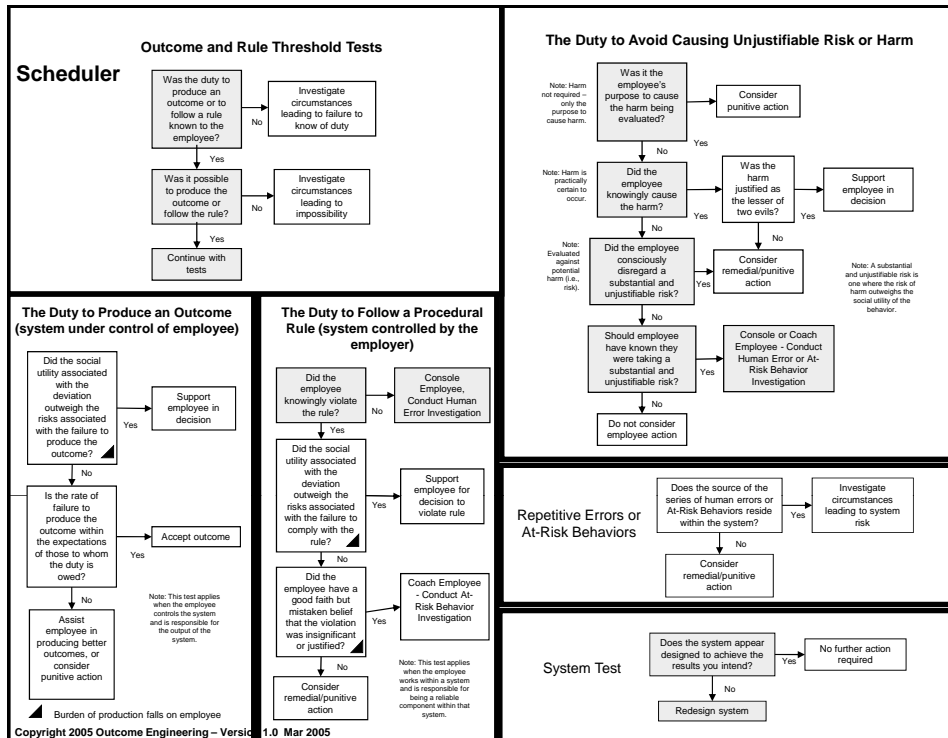 Outcome and Rule Threshold Tests
Scheduler
Was the duty to
produce an
outcome or to
follow a rule
known to the
employee?
No
Investigate
circumstances
leading to failure to
know of duty
Yes
Was it possible
to produce the
outcome or
follow the rule?
No
Investigate
circumstances
leading to
impossibility
Yes
Continue with
tests
The Duty to Avoid Causing Unjustifiable Risk or Harm
Note: Harm
not required –
only the
purpose to
cause harm.
Was it the
employee's
purpose to cause
the harm being
evaluated?
Yes
Consider
punitive action
No
Note: Harm is
practically
certain to
occur.
Did the
employee
knowingly cause
the harm?
Yes
Was the
harm
justified as
the lesser of
two evils?
Yes
Support
employee in
decision
No
No
Note:
Evaluated
against
potential
harm (i.e.,
risk).
Did the employee
consciously
disregard a
substantial and
unjustifiable risk?
Yes
Consider
remedial/punitive
action
Note: A substantial
and unjustifiable risk is
one where the risk of
harm outweighs the
social utility of the
behavior.
No
Should employee
have known they
were taking a
substantial and
unjustifiable risk?
Yes
Console or Coach
Employee - Conduct
Human Error or At-
Risk Behavior
Investigation
No
Do not consider
employee action
The Duty to Produce an Outcome
(system under control of employee)
Did the social
utility associated
with the
deviation
outweigh the
risks associated
with the failure to
produce the
outcome?
Yes
Support
employee in
decision
No
Is the rate of
failure to
produce the
outcome within
the expectations
of those to whom
the duty is
owed?
Yes
Accept outcome
No
Assist
employee in
producing better
outcomes, or
consider
punitive action
Note: This test applies
when the employee
controls the system
and is responsible for
the output of the
system.
Burden of production falls on employee
Copyright 2005 Outcome Engineering – Version 1.0 Mar 2005
The Duty to Follow a Procedural
Rule (system controlled by the
employer)
Did the
employee
knowingly violate
the rule?
No
Console
Employee,
Conduct Human
Error Investigation
Yes
Did the social
utility associated
with the
deviation
outweigh the
risks associated
with the failure to
comply with the
rule?
Yes
Support
employee for
decision to
violate rule
No
Did the
employee have a
good faith but
mistaken belief
that the violation
was insignificant
or justified?
Yes
Coach Employee
- Conduct At-
Risk Behavior
Investigation
No
Consider
remedial/punitive
action
Note: This test applies
when the employee
works within a system
and is responsible for
being a reliable
component within that
system.
Repetitive Errors or
At-Risk Behaviors
Does the source of the
series of human errors or
At-Risk Behaviors reside
within the system?
Yes
Investigate
circumstances
leading to system
risk
No
Consider
remedial/punitive
action
System Test
Does the system appear
designed to achieve the
results you intend?
Yes
No further action
required
No
Redesign system